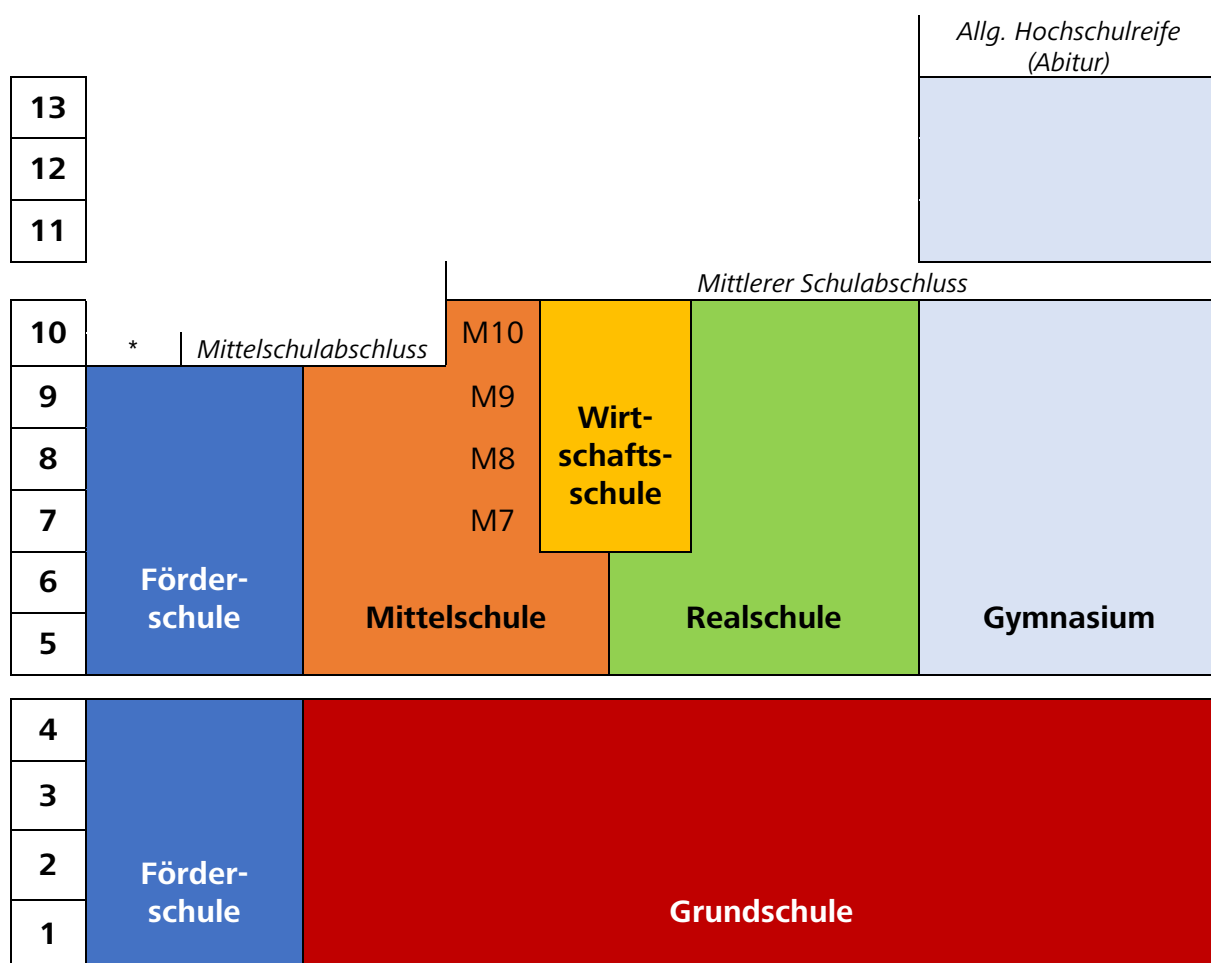 Allg. Hochschulreife
(Abitur)
13
12
11
Mittlerer Schulabschluss
10
* Mittelschulabschluss
M10
9
M9
8
M8
7
M7
Wirt-
schafts-
schule
6
5
Förder-
schule
Mittelschule
Realschule
Gymnasium
4
3
2
1
Förder-
schule
Grundschule